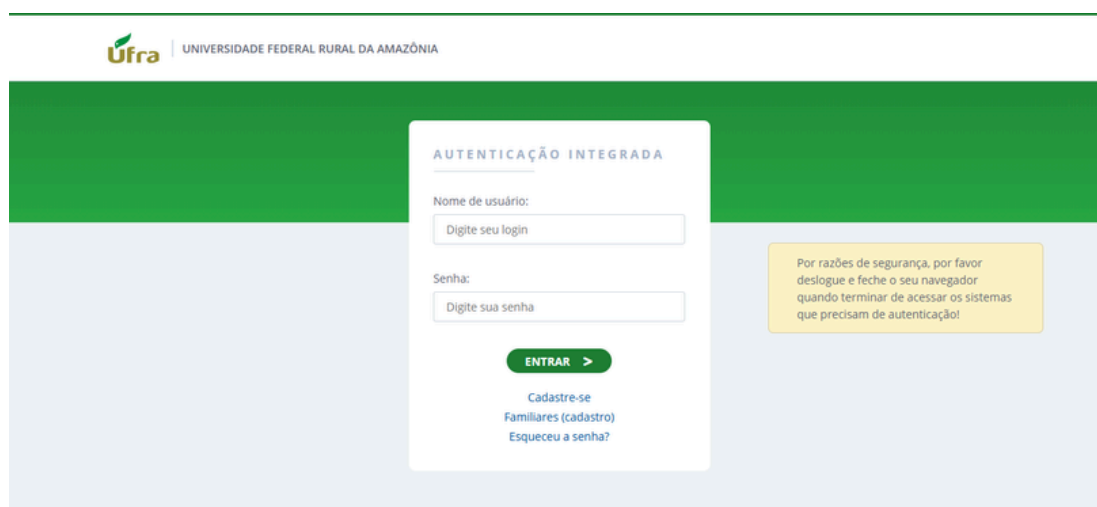 Ufra
UNIVERSIDADE FEDERAL RURAL DA AMAZÔNIA
AUTENTICAÇÃO INTEGRADA
Nome de usuário:
Digite seu login
Senha:
Digite sua senha
ENTRAR >
Cadastre-se
Familiares (cadastro)
Esqueceu a senha?
Por razões de segurança, por favor
deslogue e feche o seu navegador
quando terminar de acessar os sistemas
que precisam de autenticação!